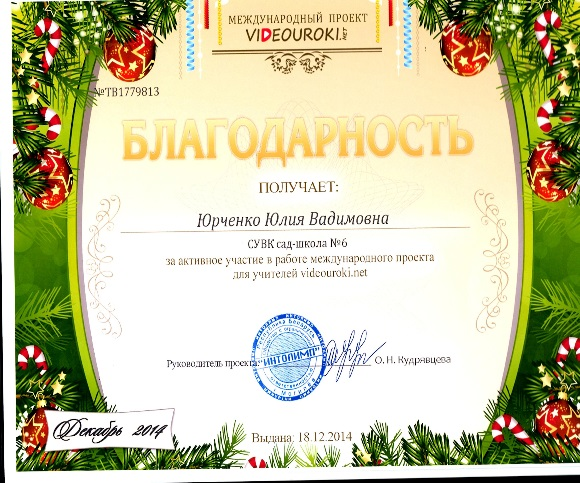 МЕЖДУНАРОДНЫЙ ПРОЕКТ
VIDEOUROKI.NET
№ТВ1779813
БЛАГОДАРНОСТЬ
ПОЛУЧАЕТ:
Юрченко Юлия Вадимовна
СУВК сад-школа №6
за активное участие в работе международного проекта
для учителей videouroki.net
"ИНТОЛИМП"
Руководитель проекта: О. Н. Кудрявцева
Декабрь 2014
Выдана: 18.12.2014